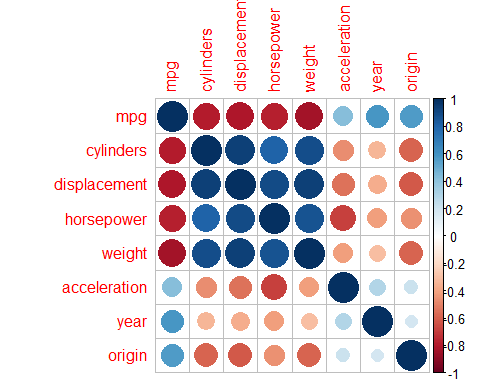 mpg
cylinders
displacement
horsepower
weight
acceleration
year
origin
mpg
cylinders
displacement
horsepower
weight
acceleration
year
origin
1
0.8
0.6
0.4
0.2
0
-0.2
-0.4
-0.6
-0.8
-1